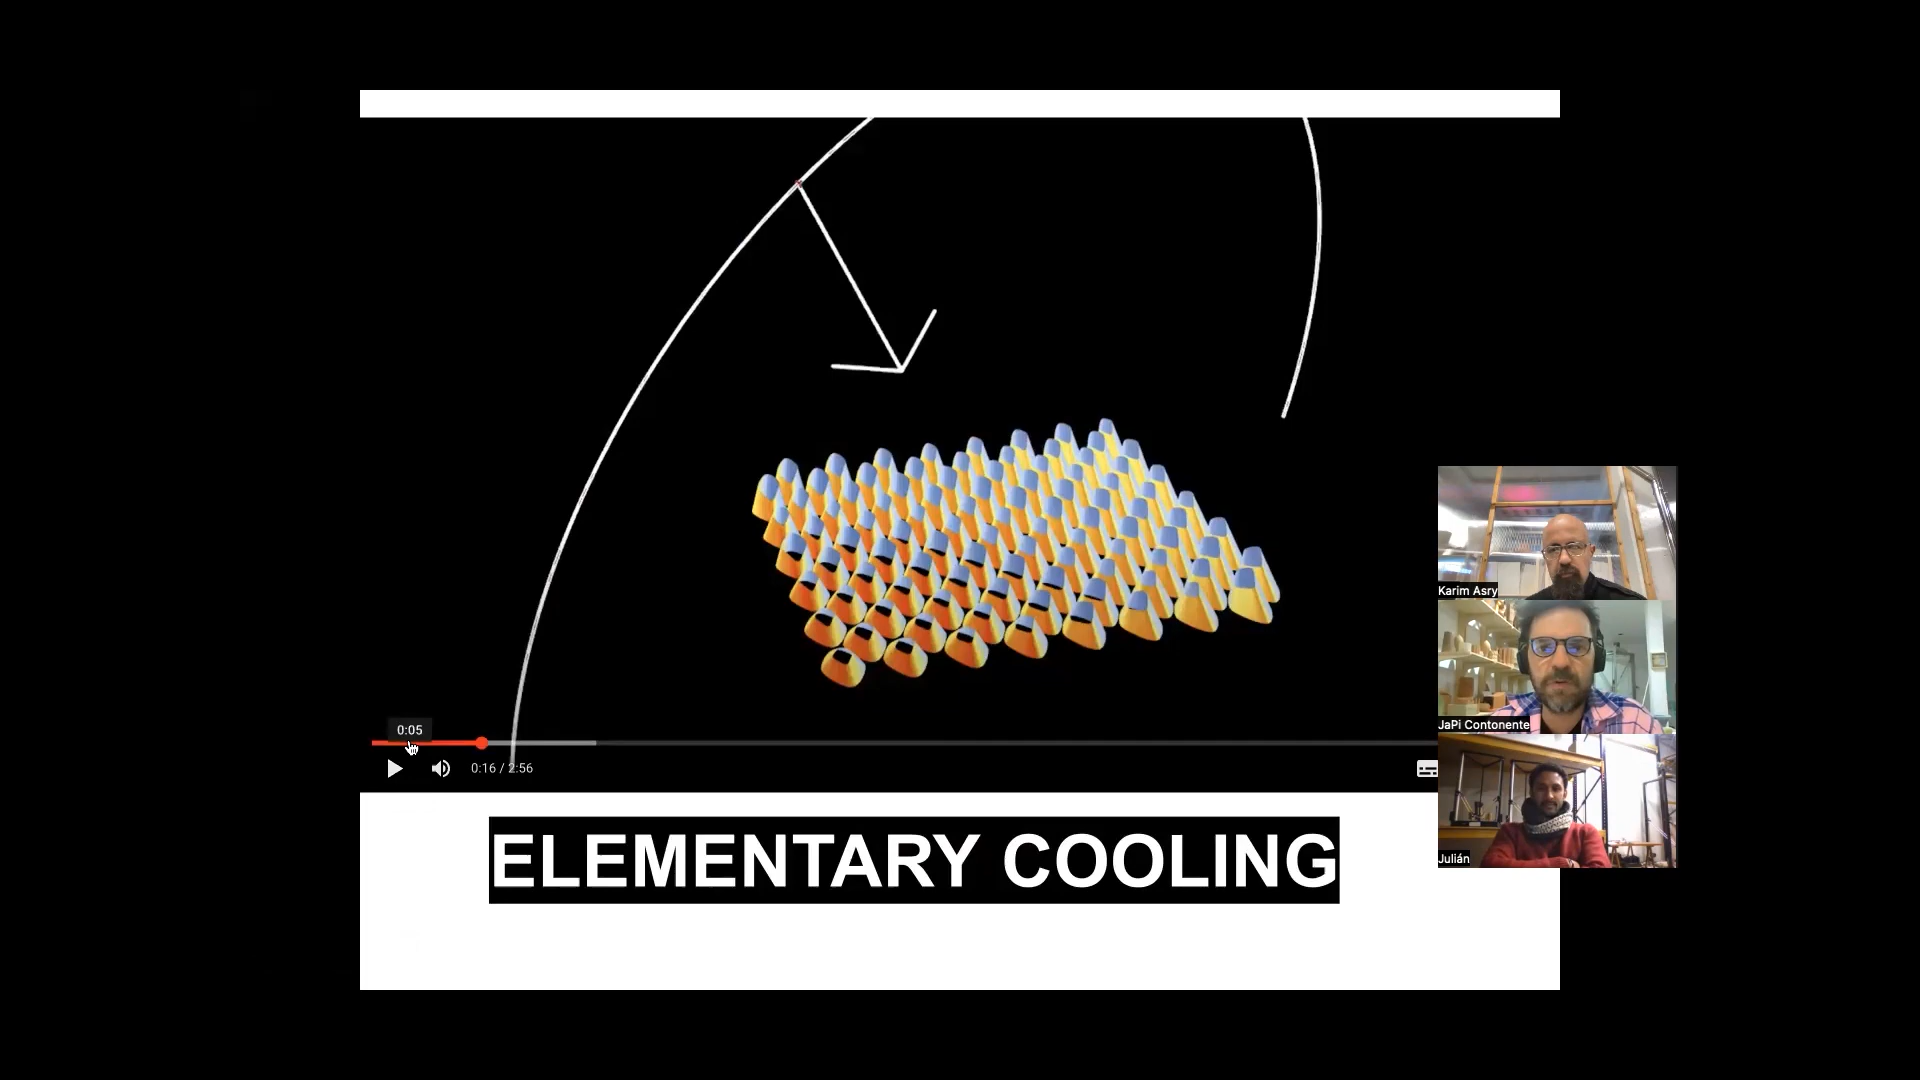 Karim Asry
JaPi Contonente
0:05
0:16 / 2:56
ELEMENTARY COOLING
Julián